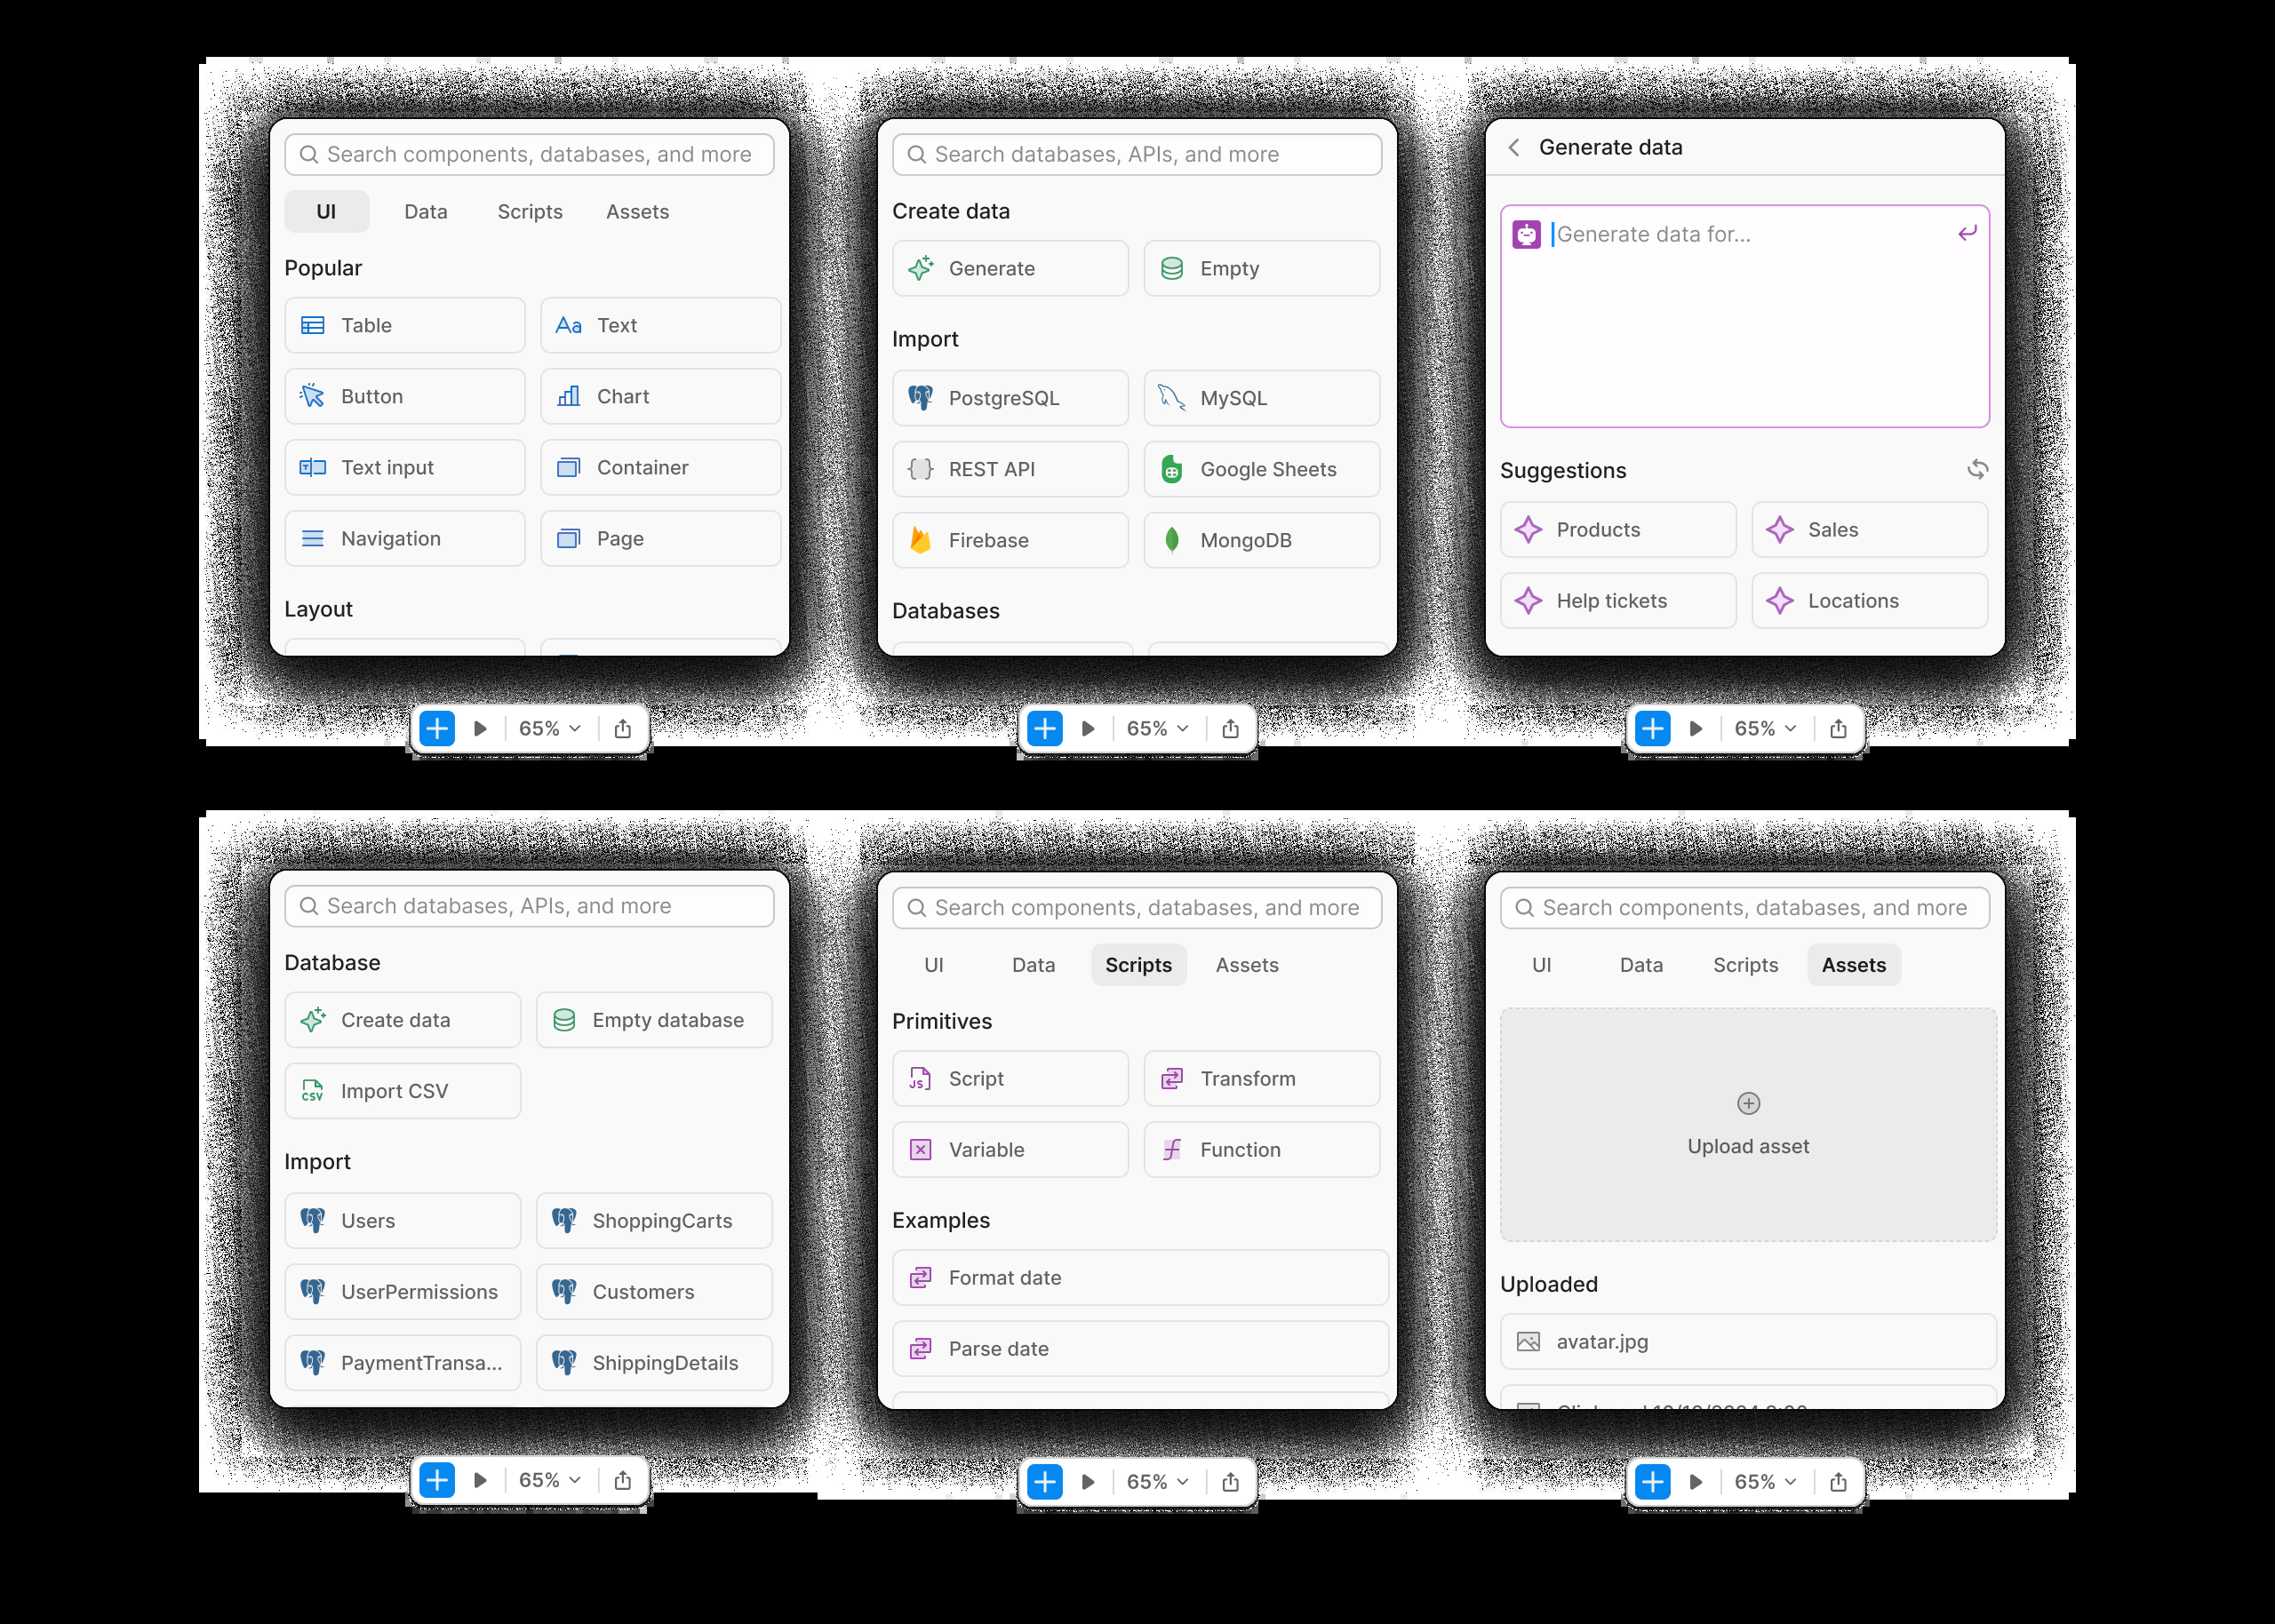 Search components, databases, and more
UI Data Scripts Assets
Popular
Table Aa Text
Button Chart
T Text input Container
Navigation Page
Layout
65%
Search databases, APIs, and more
Create data
Generate Empty
Import
PostgreSQL MySQL
{} REST API Google Sheets
Firebase MongoDB
Databases
65%
Generate data
Generate data for...
Suggestions
Products Sales
Help tickets Locations
65%
Search databases, APIs, and more
Database
Create data Empty database
CSV Import CSV
Import
Users ShoppingCarts
UserPermissions Customers
PaymentTransa... ShippingDetails
65%
Search components, databases, and more
UI Data Scripts Assets
Primitives
JS Script Transform
Variable Function
Examples
Format date
Parse date
65%
Search components, databases, and more
UI Data Scripts Assets
Upload asset
Uploaded
avatar.jpg
65%